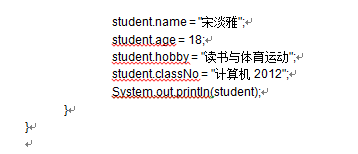 student.name = "宋淡雅";
student.age = 18;
student.hobby = "读书与体育运动";
student.classNo = "计算机 2012";
System.out.println(student);
}
}